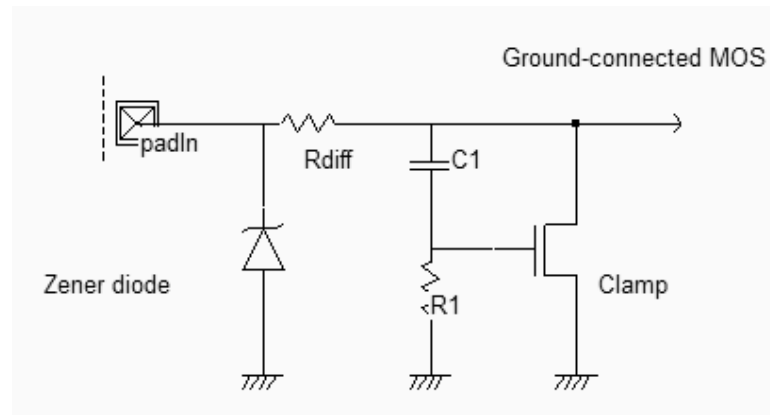 Ground-connected MOS
padIn
Rdiff
C1
Zener diode
R1
Clamp